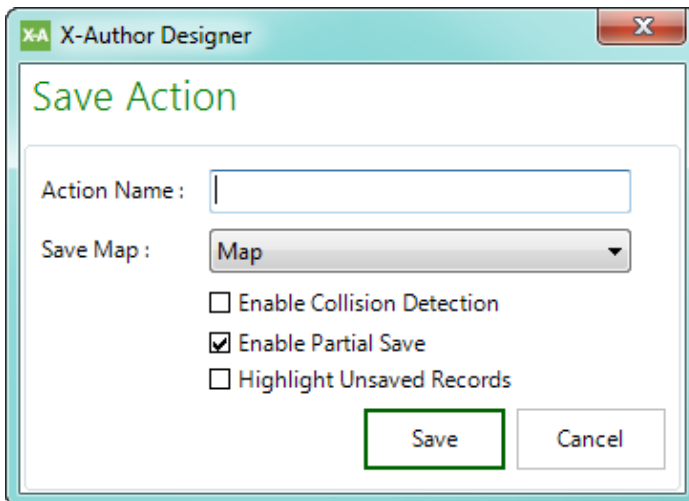 X-A X-Author Designer
x
Save Action
Action Name :
Save Map : Map
Enable Collision Detection
Enable Partial Save
Highlight Unsaved Records
Save Cancel